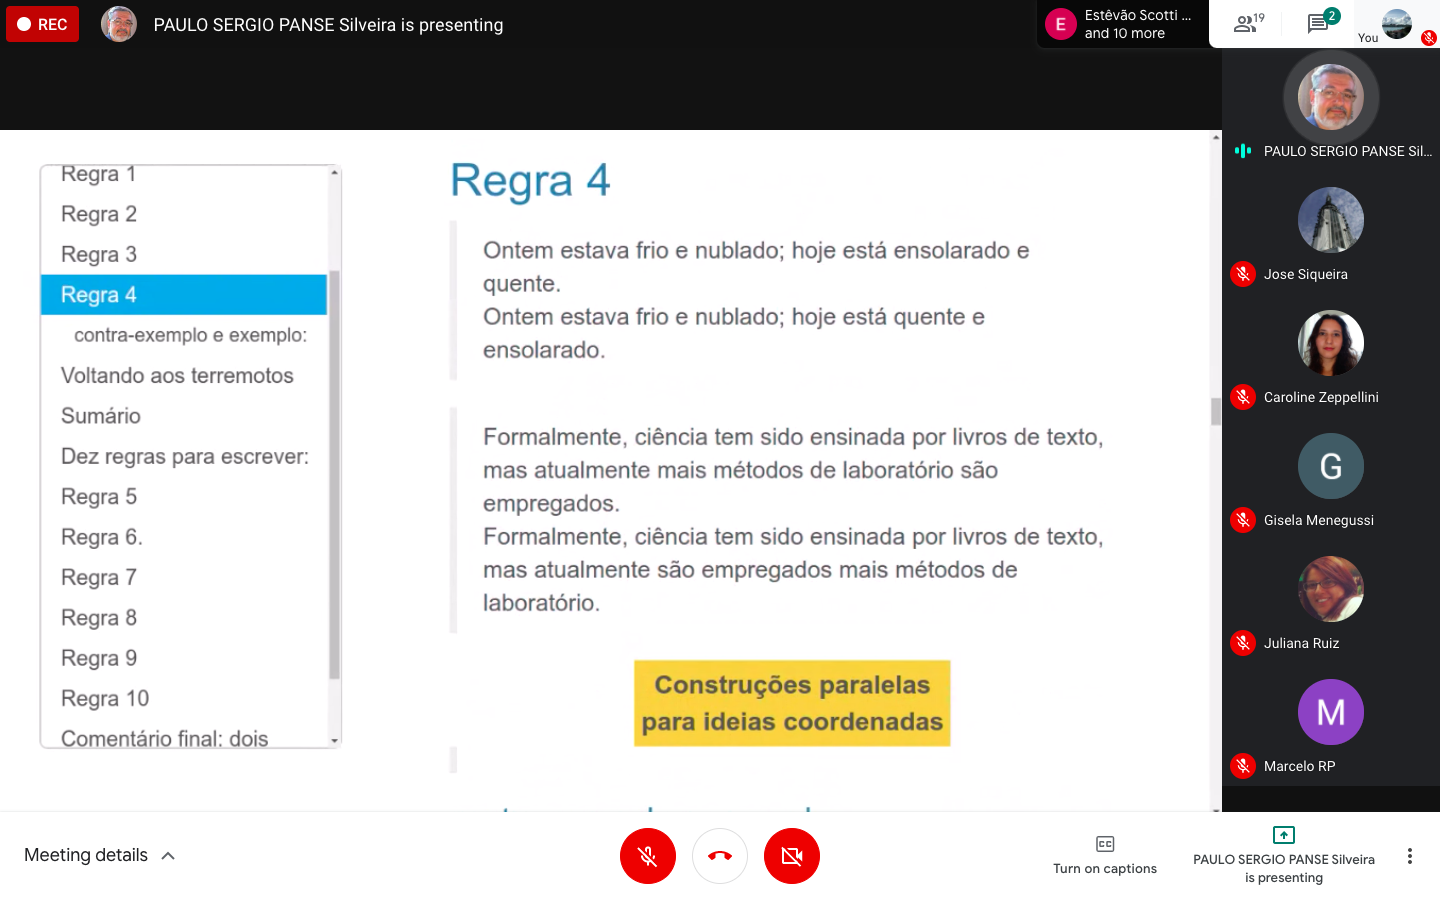 REC
PAULO SERGIO PANSE Silveira is presenting
E
Estêvão Scotti ...
and 10 more
19
2
You
Regra 1
Regra 2
Regra 3
Regra 4
contra-exemplo e exemplo:
Voltando aos terremotos
Sumário
Dez regras para escrever:
Regra 5
Regra 6.
Regra 7
Regra 8
Regra 9
Regra 10
Comentário final: dois
Regra 4
Ontem estava frio e nublado; hoje está ensolarado e
quente.
Ontem estava frio e nublado; hoje está quente e
ensolarado.
Formalmente, ciência tem sido ensinada por livros de texto,
mas atualmente mais métodos de laboratório são
empregados.
Formalmente, ciência tem sido ensinada por livros de texto,
mas atualmente são empregados mais métodos de
laboratório.
Construções paralelas
para ideias coordenadas
PAULO SERGIO PANSE Sil...
Jose Siqueira
Caroline Zeppellini
G
Gisela Menegussi
Juliana Ruiz
M
Marcelo RP
Meeting details
CC
Turn on captions
PAULO SERGIO PANSE Silveira
is presenting